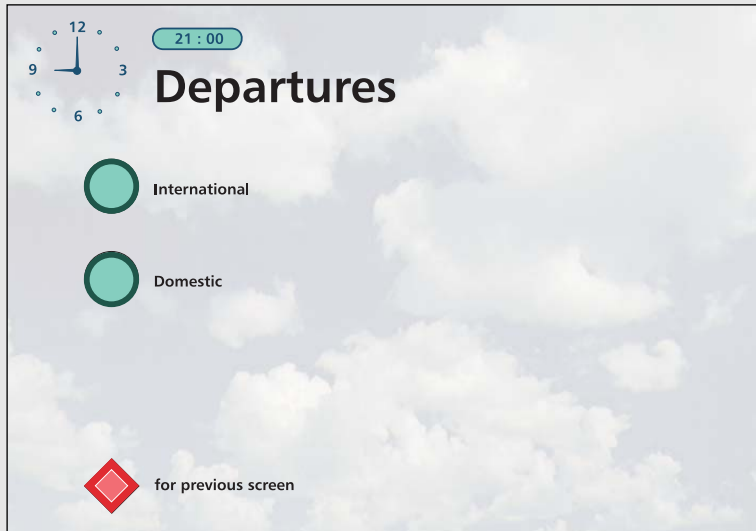 12
21 : 00
9
3
6
Departures
International
Domestic
for previous screen